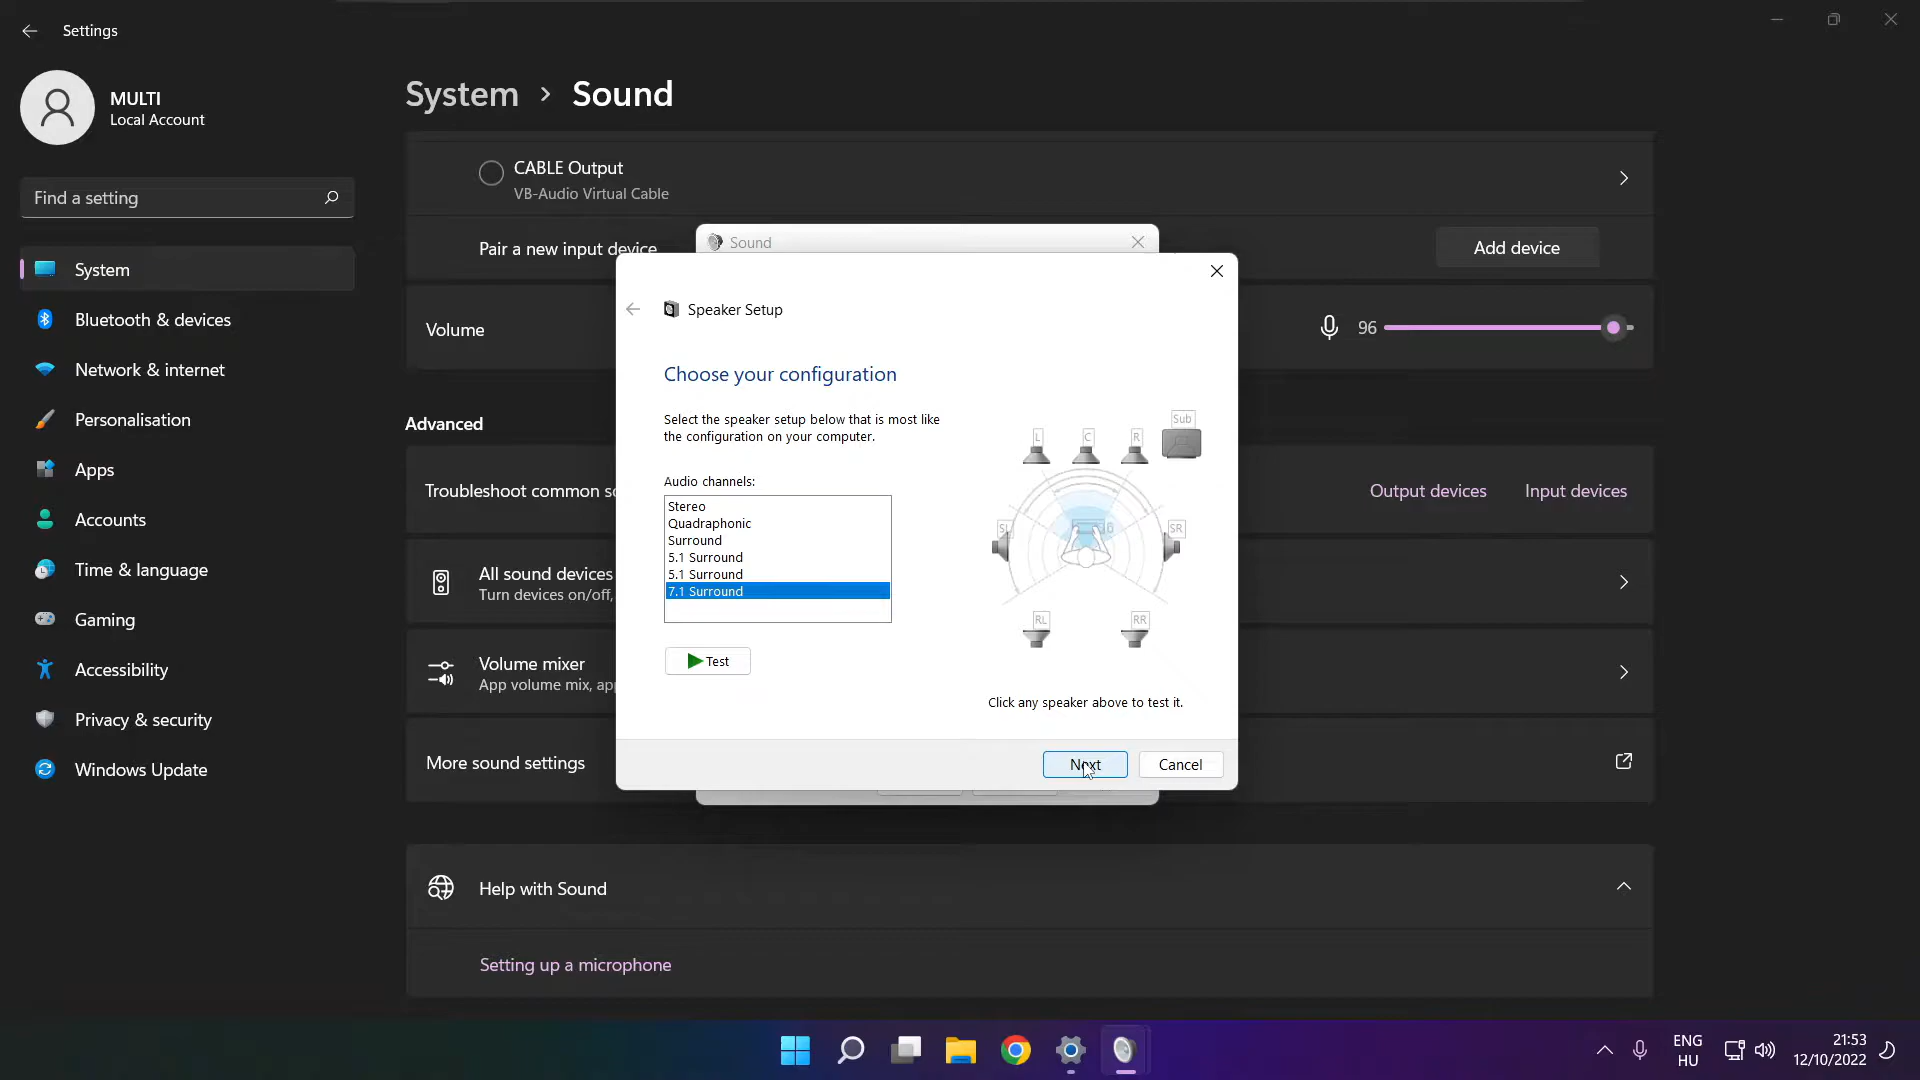 Settings
MULTI
Local Account
Find a setting
System
Bluetooth & devices
Network & internet
Personalisation
Apps
Accounts
Time & language
Gaming
Accessibility
Privacy & security
Windows Update
System > Sound
CABLE Output
VB-Audio Virtual Cable
Pair a new input device
Add device
Volume
96
Advanced
Troubleshoot common so
Output devices
Input devices
All sound devices
Turn devices on/off,
Volume mixer
App volume mix, app
More sound settings
Help with Sound
Setting up a microphone
Sound
Speaker Setup
Choose your configuration
Select the speaker setup below that is most like
the configuration on your computer.
Audio channels:
Stereo
Quadraphonic
Surround
5.1 Surround
5.1 Surround
7.1 Surround
Test
L
C
R
Sub
SL
SR
RL
RR
Click any speaker above to test it.
Next
Cancel
ENG
HU
21:53
12/10/2022